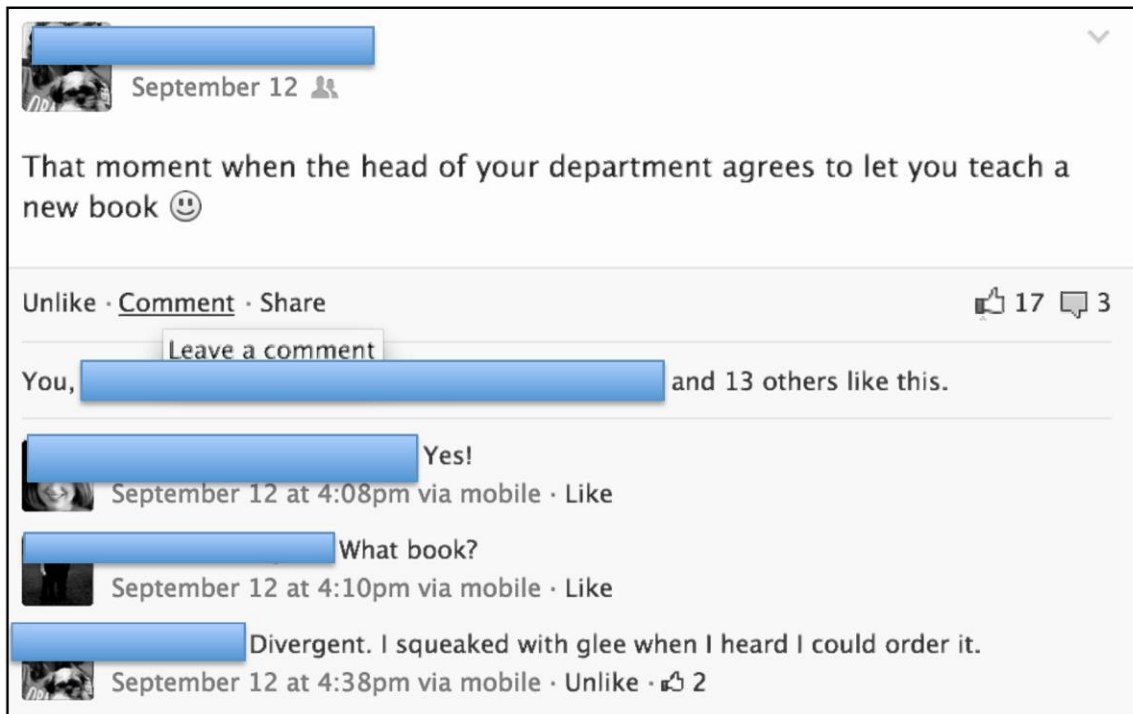 September 12
That moment when the head of your department agrees to let you teach a
new book
Unlike · Comment · Share 17 3
Leave a comment
You, and 13 others like this.
Yes!
September 12 at 4:08pm via mobile · Like
What book?
September 12 at 4:10pm via mobile · Like
Divergent. I squeaked with glee when I heard I could order it.
September 12 at 4:38pm via mobile · Unlike · 2